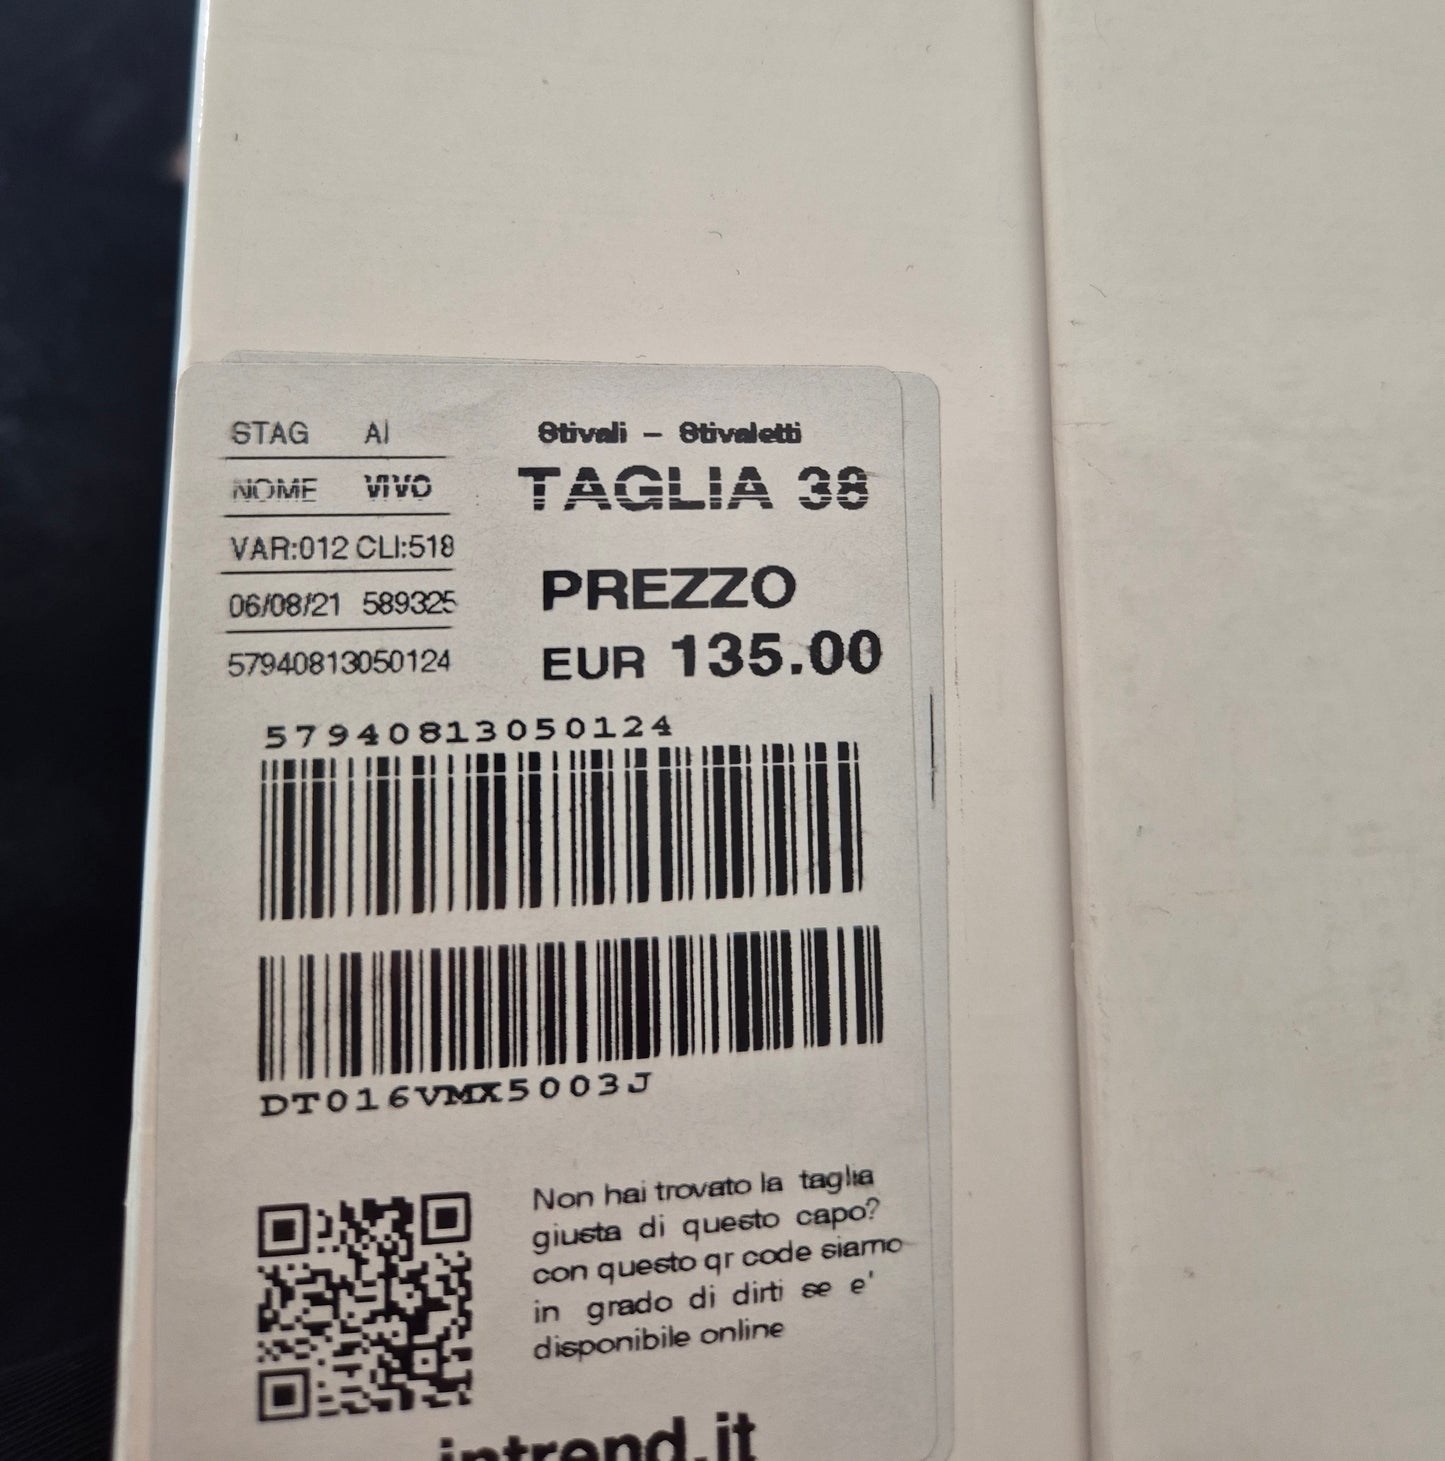 STAG AI
NOME VIVO
VAR:012 CLI:518
06/08/21 589325
57940813050124
Stivali - Stivaletti
TAGLIA 38
PREZZO
EUR 135.00
57940813050124
DT016VMX5003J
Non hai trovato la taglia
giusta di questo capo?
con questo qr code siamo
in grado di dirti se e'
disponibile online
intrend.it